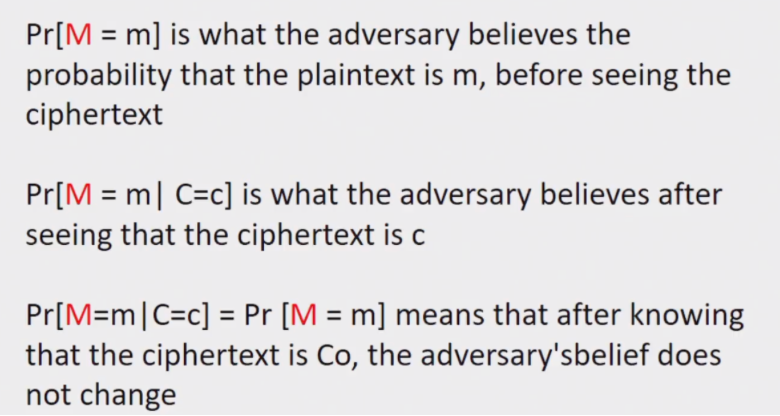 Pr[M = m] is what the adversary believes the
probability that the plaintext is m, before seeing the
ciphertext
Pr[M = m| C=c] is what the adversary believes after
seeing that the ciphertext is c
Pr[M=m|C=c] = Pr [M = m] means that after knowing
that the ciphertext is Co, the adversary'sbelief does
not change